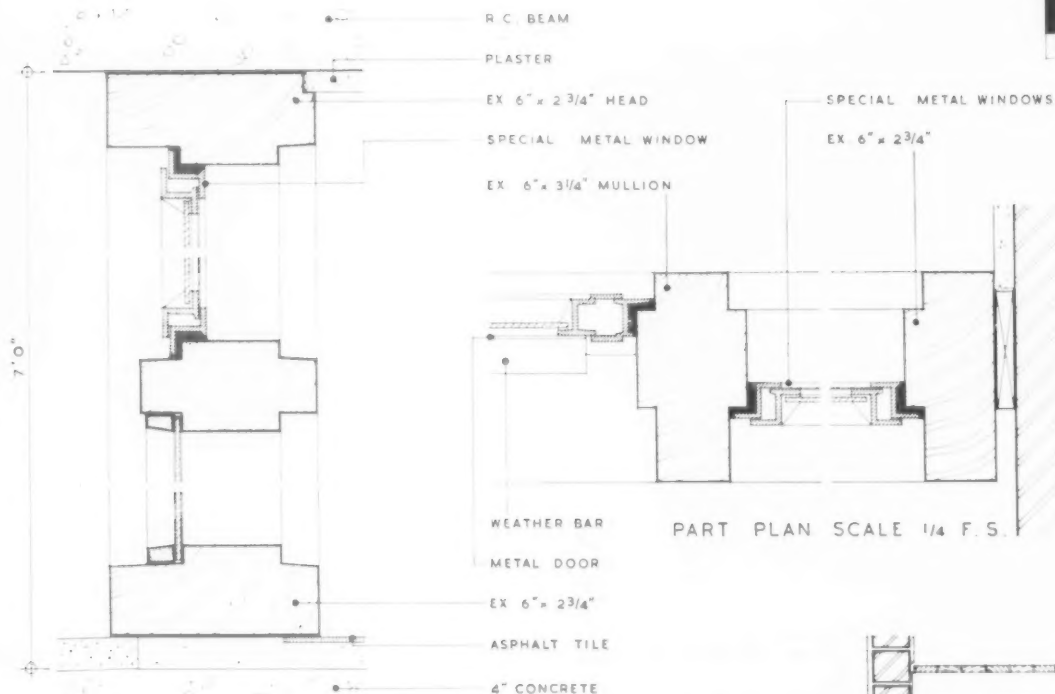 R.C. BEAM
PLASTER
EX 6" x 2 3/4" HEAD
SPECIAL METAL WINDOW
EX 6" x 3 1/4" MULLION
SPECIAL METAL WINDOWS
EX 6" x 2 3/4"
7'0"
WEATHER BAR
METAL DOOR
EX 6" x 2 3/4"
ASPHALT TILE
4" CONCRETE
PART PLAN SCALE 1/4 F.S.